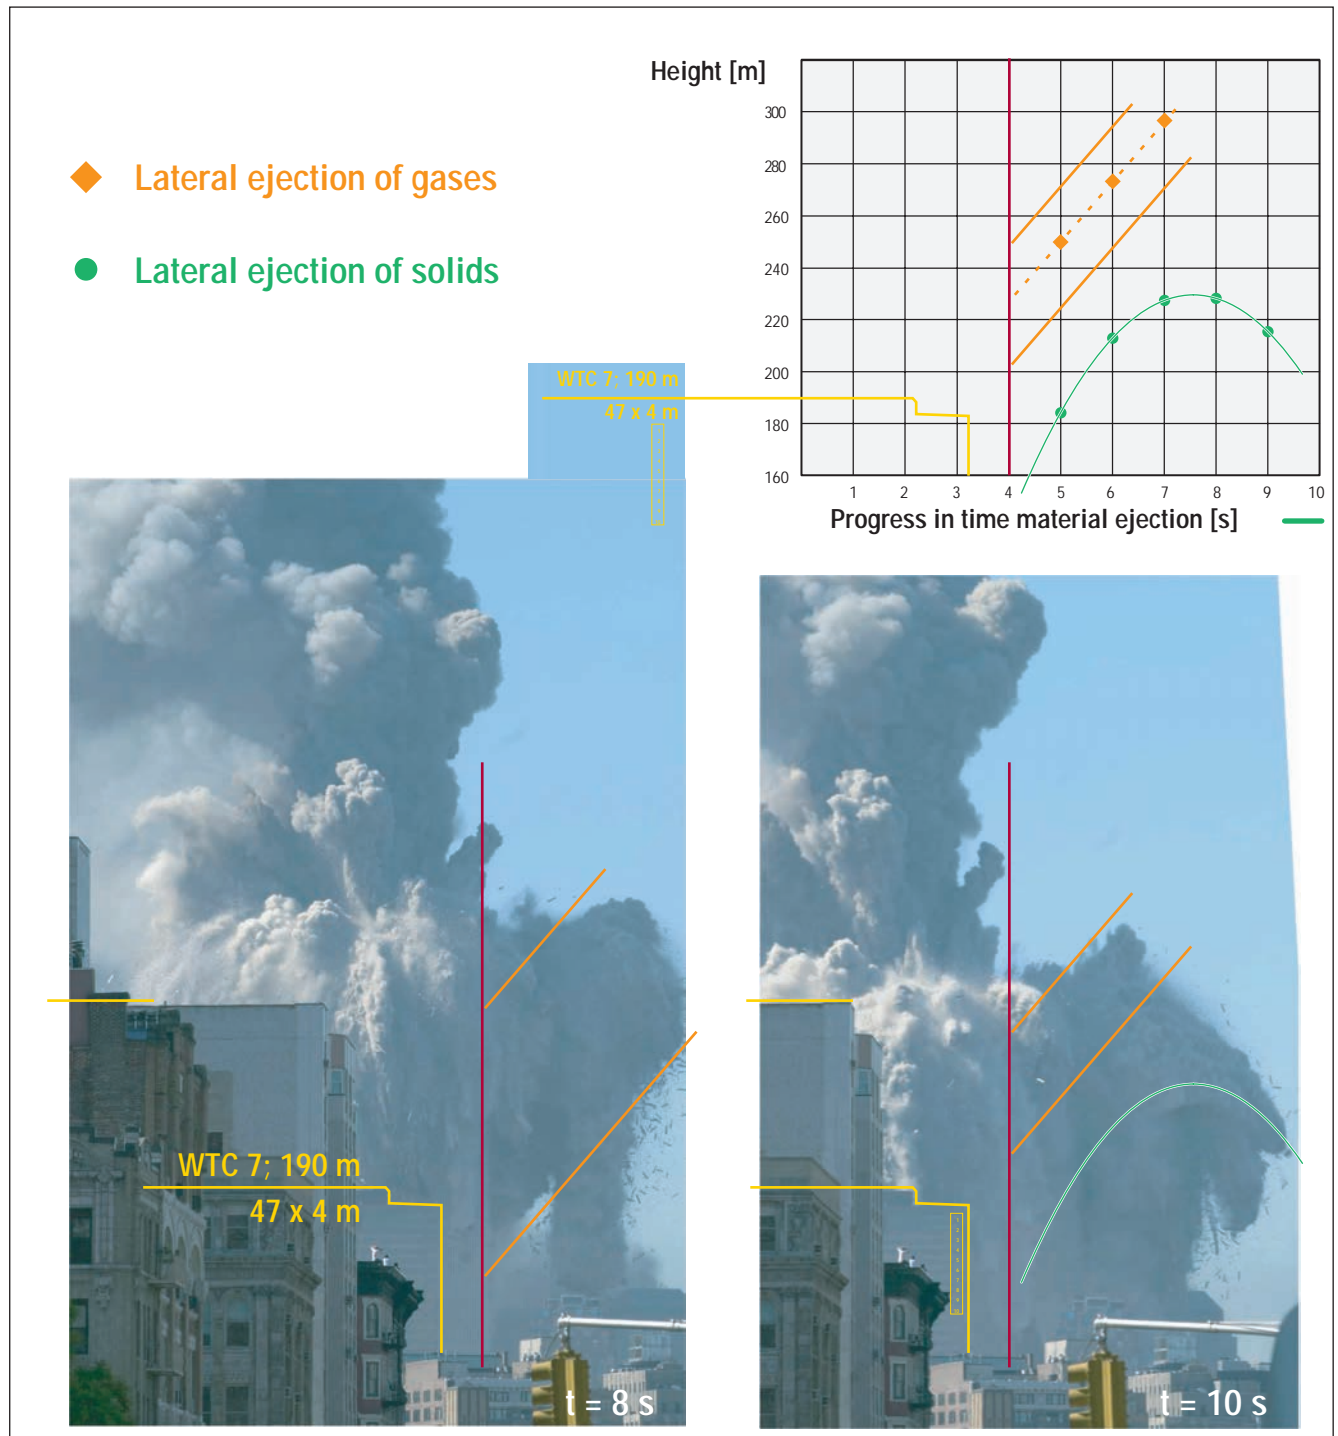 Height [m]
300
280
260
240
220
200
180
160
1 2 3 4 5 6 7 8 9 10
Progress in time material ejection [s]
Lateral ejection of gases
Lateral ejection of solids
WTC 7; 190 m
47 x 4 m
WTC 7; 190 m
47 x 4 m
t = 8 s
t = 10 s